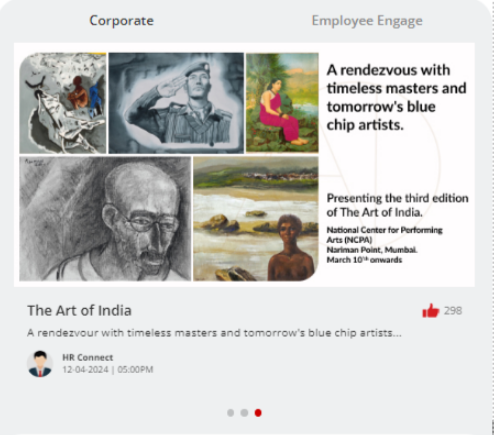 Corporate
Employee Engage
A rendezvous with
timeless masters and
tomorrow's blue
chip artists.
Presenting the third edition
of The Art of India.
National Center for Performing
Arts (NCPA)
Nariman Point, Mumbai.
March 10th onwards
The Art of India
298
A rendezvour with timeless masters and tomorrow's blue chip artists...
HR Connect
12-04-2024 | 05:00PM